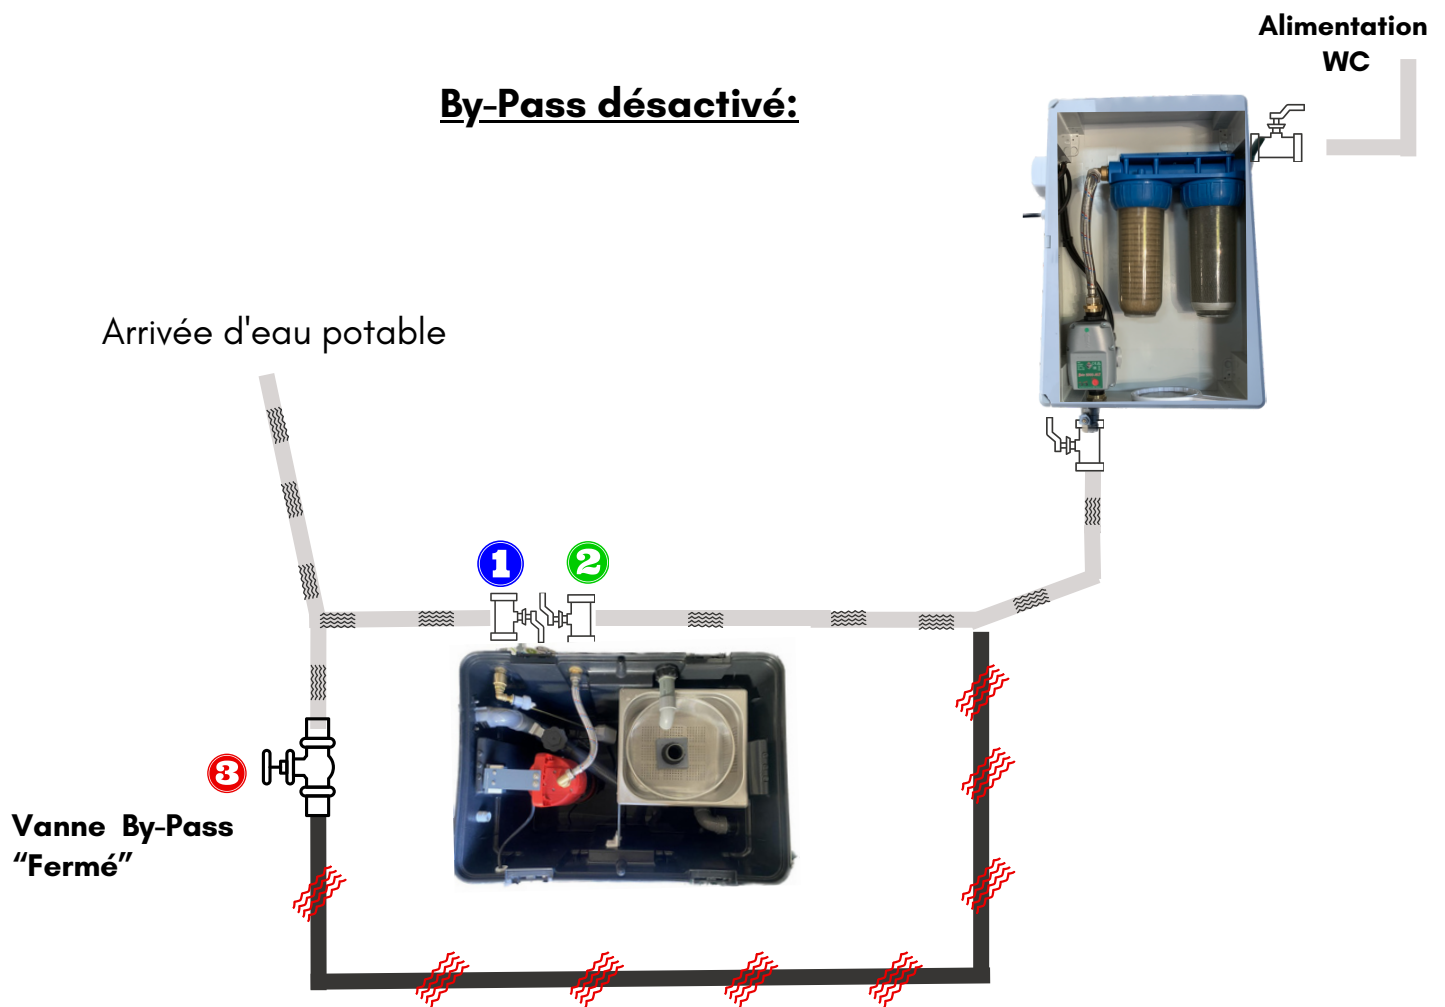 Alimentation
WC
By-Pass désactivé:
Arrivée d'eau potable
1
2
3
Vanne By-Pass
“Fermé”